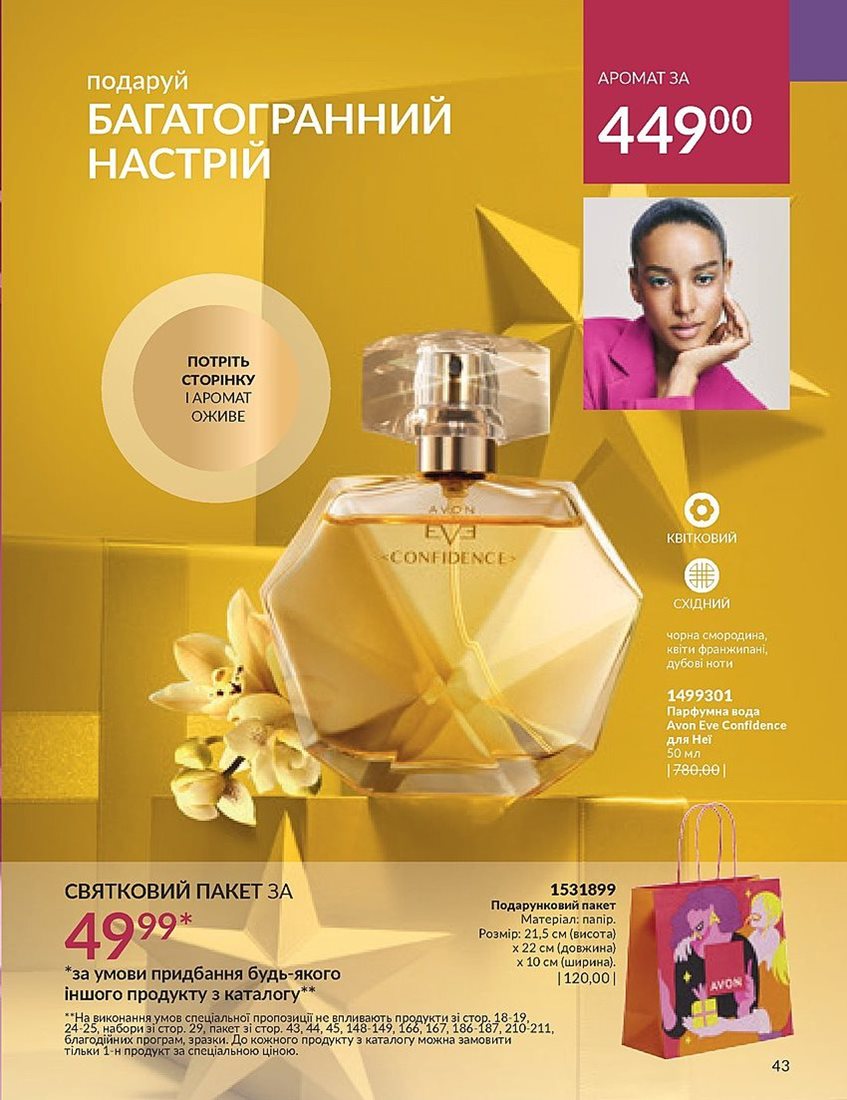 подаруй
БАГАТОГРАННИЙ
НАСТРІЙ
АРОМАТ ЗА
449⁰⁰
ПОТРІТЬ
СТОРІНКУ
І АРОМАТ
ОЖИВЕ
AVON
EVE
<CONFIDENCE>
КВІТКОВИЙ
СХІДНИЙ
чорна смородина,
квіти франжипані,
дубові ноти
1499301
Парфумна вода
Avon Eve Confidence
для Неї
50 мл
| 780,00 |
СВЯТКОВИЙ ПАКЕТ ЗА
49⁹⁹*
*за умови придбання будь-якого
іншого продукту з каталогу**
**На виконання умов спеціальної пропозиції не впливають продукти зі стор. 18-19,
24-25, набори зі стор. 29, пакет зі стор. 43, 44, 45, 148-149, 166, 167, 186-187, 210-211,
благодійних програм, зразки. До кожного продукту з каталогу можна замовити
тільки 1-н продукт за спеціальною ціною.
1531899
Подарунковий пакет
Матеріал: папір.
Розмір: 21,5 см (висота)
х 22 см (довжина)
х 10 см (ширина).
| 120,00 |
AVON
43